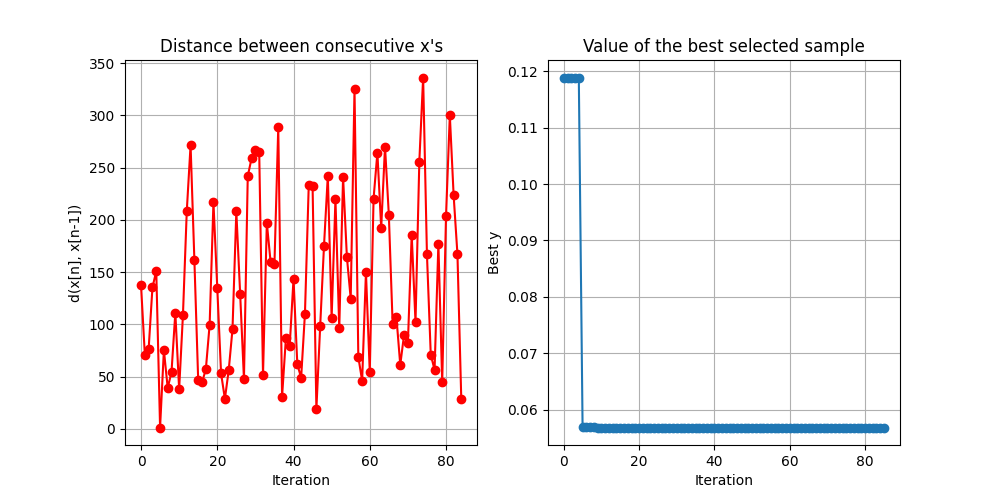 Distance between consecutive x's
350
300
250
200
150
100
50
0
d(x[n], x[n-1])
0 20 40 60 80
Iteration
Value of the best selected sample
0.12
0.11
0.10
0.09
0.08
0.07
0.06
Best y
0 20 40 60 80
Iteration